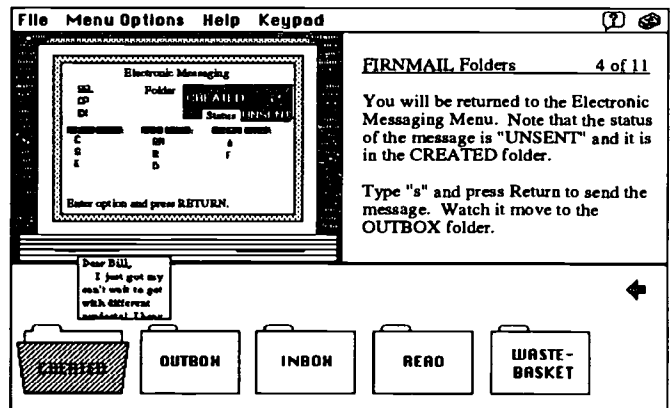 File Menu Options Help Keypad
Electronic Messaging
Folder CREATED
Status UNSENT
C
R
D
A
F
Enter option and press RETURN.
FIRNMAIL Folders 4 of 11
You will be returned to the Electronic
Messaging Menu. Note that the status
of the message is "UNSENT" and it is
in the CREATED folder.
Type "s" and press Return to send the
message. Watch it move to the
OUTBOX folder.
Dear Bill,
I just got my
can't wait to get
with different
CREATED
OUTBOX
INBOX
READ
WASTE-
BASKET